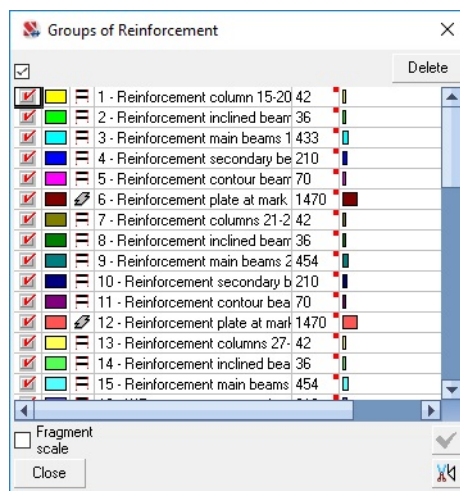 Groups of Reinforcement
Delete
1 - Reinforcement column 15-20 42
2 - Reinforcement inclined beam 36
3 - Reinforcement main beams 1 433
4 - Reinforcement secondary be 210
5 - Reinforcement contour beam 70
6 - Reinforcement plate at mark 1470
7 - Reinforcement columns 21-2 42
8 - Reinforcement inclined bear 36
9 - Reinforcement main beams 2 454
10 - Reinforcement secondary b 210
11 - Reinforcement contour bea 70
12 - Reinforcement plate at marl 1470
13 - Reinforcement columns 27- 42
14 - Reinforcement inclined bea 36
15 - Reinforcement main beams 454
Fragment
scale
Close